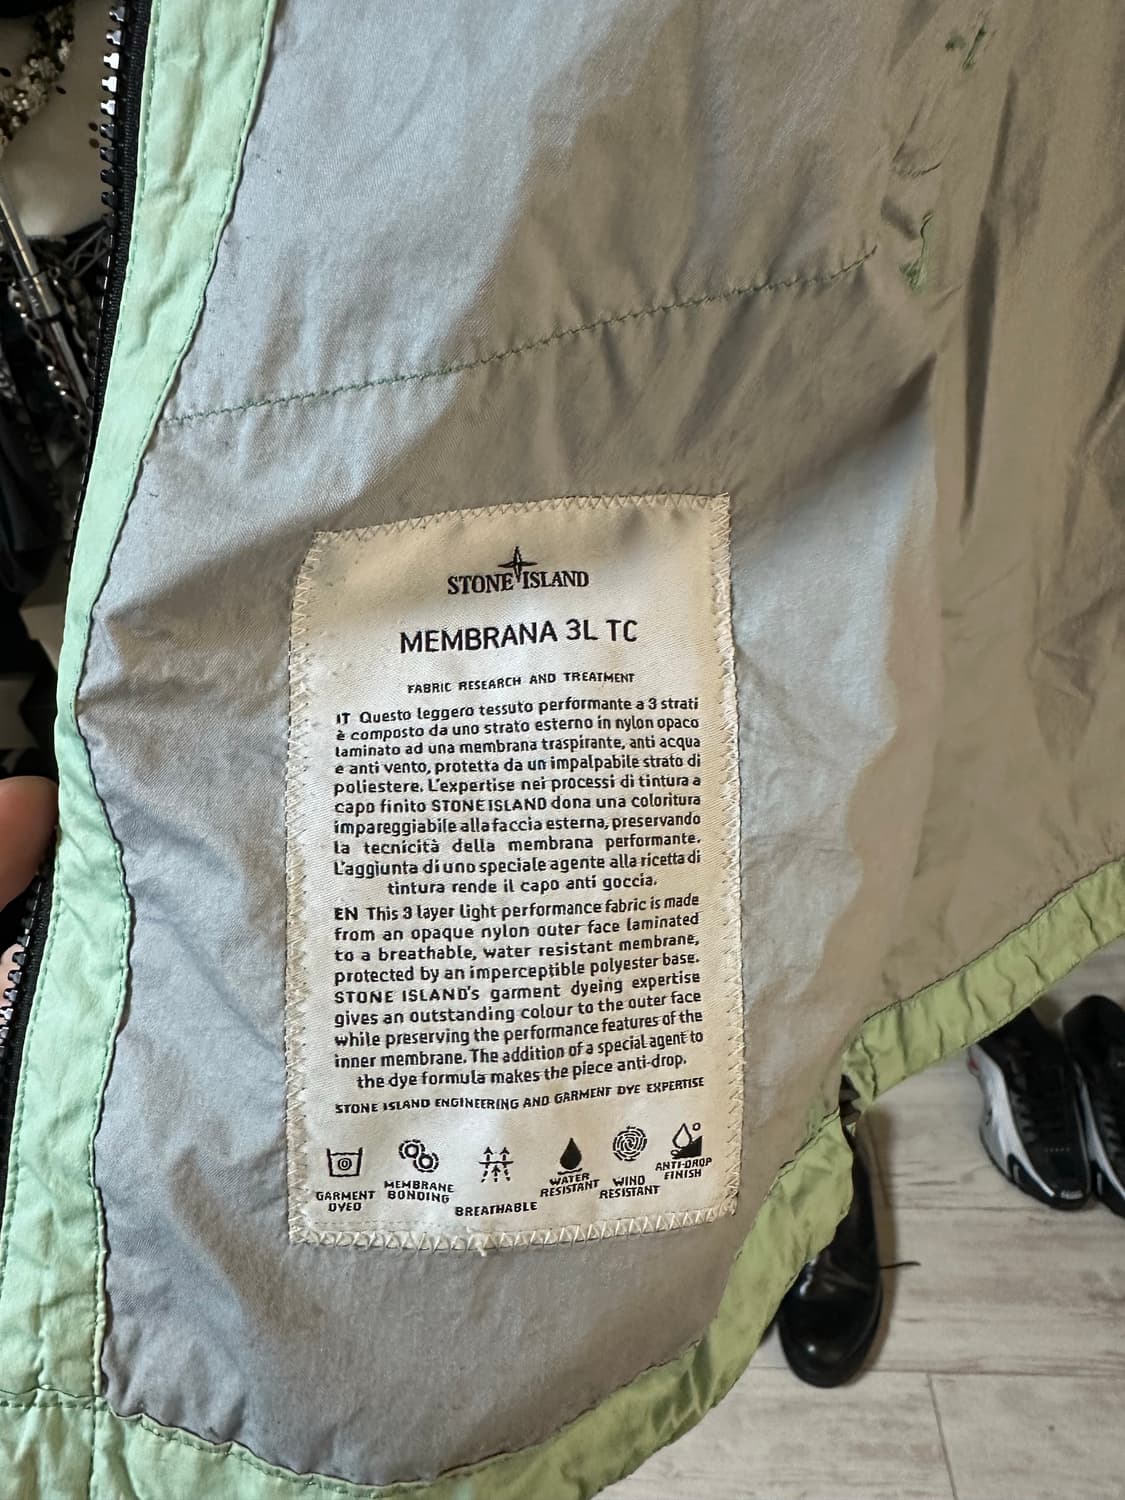 STONE ISLAND
MEMBRANA 3L TC
FABRIC RESEARCH AND TREATMENT
IT Questo leggero tessuto performante a 3 strati
è composto da uno strato esterno in nylon opaco
laminato ad una membrana traspirante, anti acqua
e anti vento, protetta da un impalpabile strato di
poliestere. L'expertise nei processi di tintura a
capo finito STONE ISLAND dona una coloritura
impareggiabile alla faccia esterna, preservando
la tecnicità della membrana performante.
L'aggiunta di uno speciale agente alla ricetta di
tintura rende il capo anti goccia.
EN This 3 layer light performance fabric is made
from an opaque nylon outer face laminated
to a breathable, water resistant membrane,
protected by an imperceptible polyester base.
STONE ISLAND's garment dyeing expertise
gives an outstanding colour to the outer face
while preserving the performance features of the
inner membrane. The addition of a special agent to
the dye formula makes the piece anti-drop.
STONE ISLAND ENGINEERING AND GARMENT DYE EXPERTISE
GARMENT
DYED
MEMBRANE
BONDING
BREATHABLE
WATER
RESISTANT
WIND
RESISTANT
ANTI-DROP
FINISH